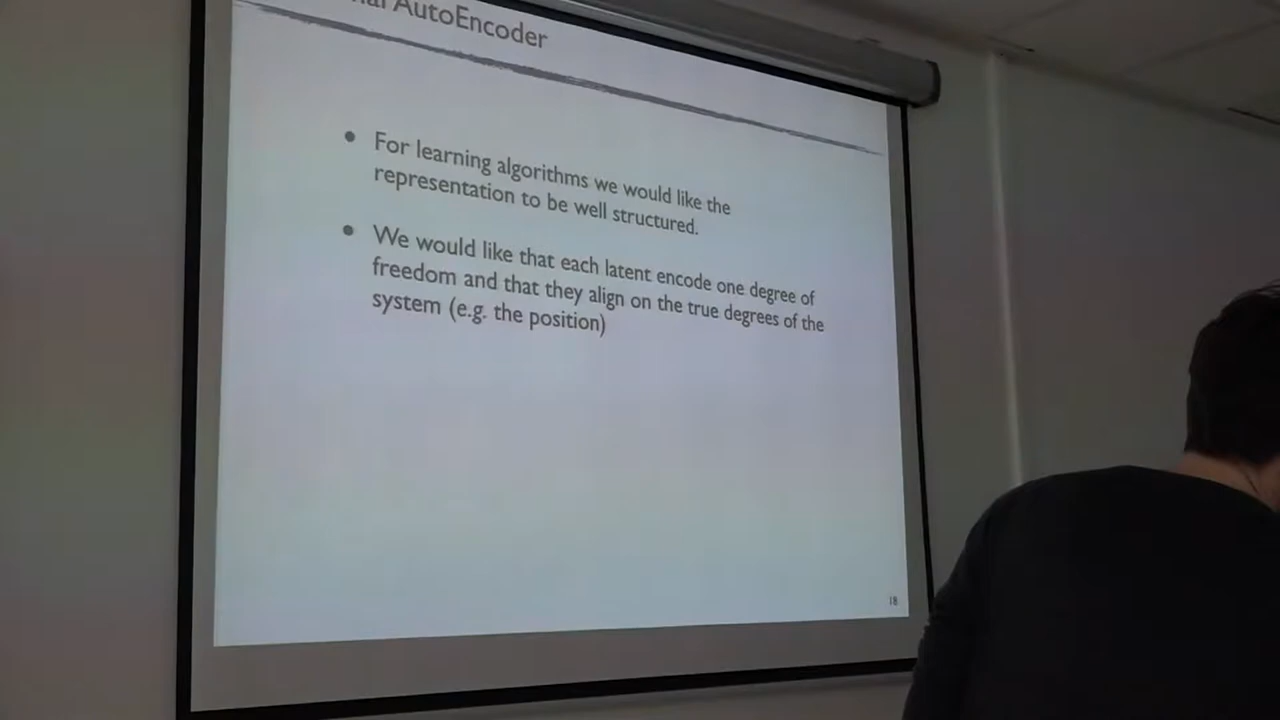 AutoEncoder
• For learning algorithms we would like the
representation to be well structured.
• We would like that each latent encode one degree of
freedom and that they align on the true degrees of the
system (e.g. the position)
18